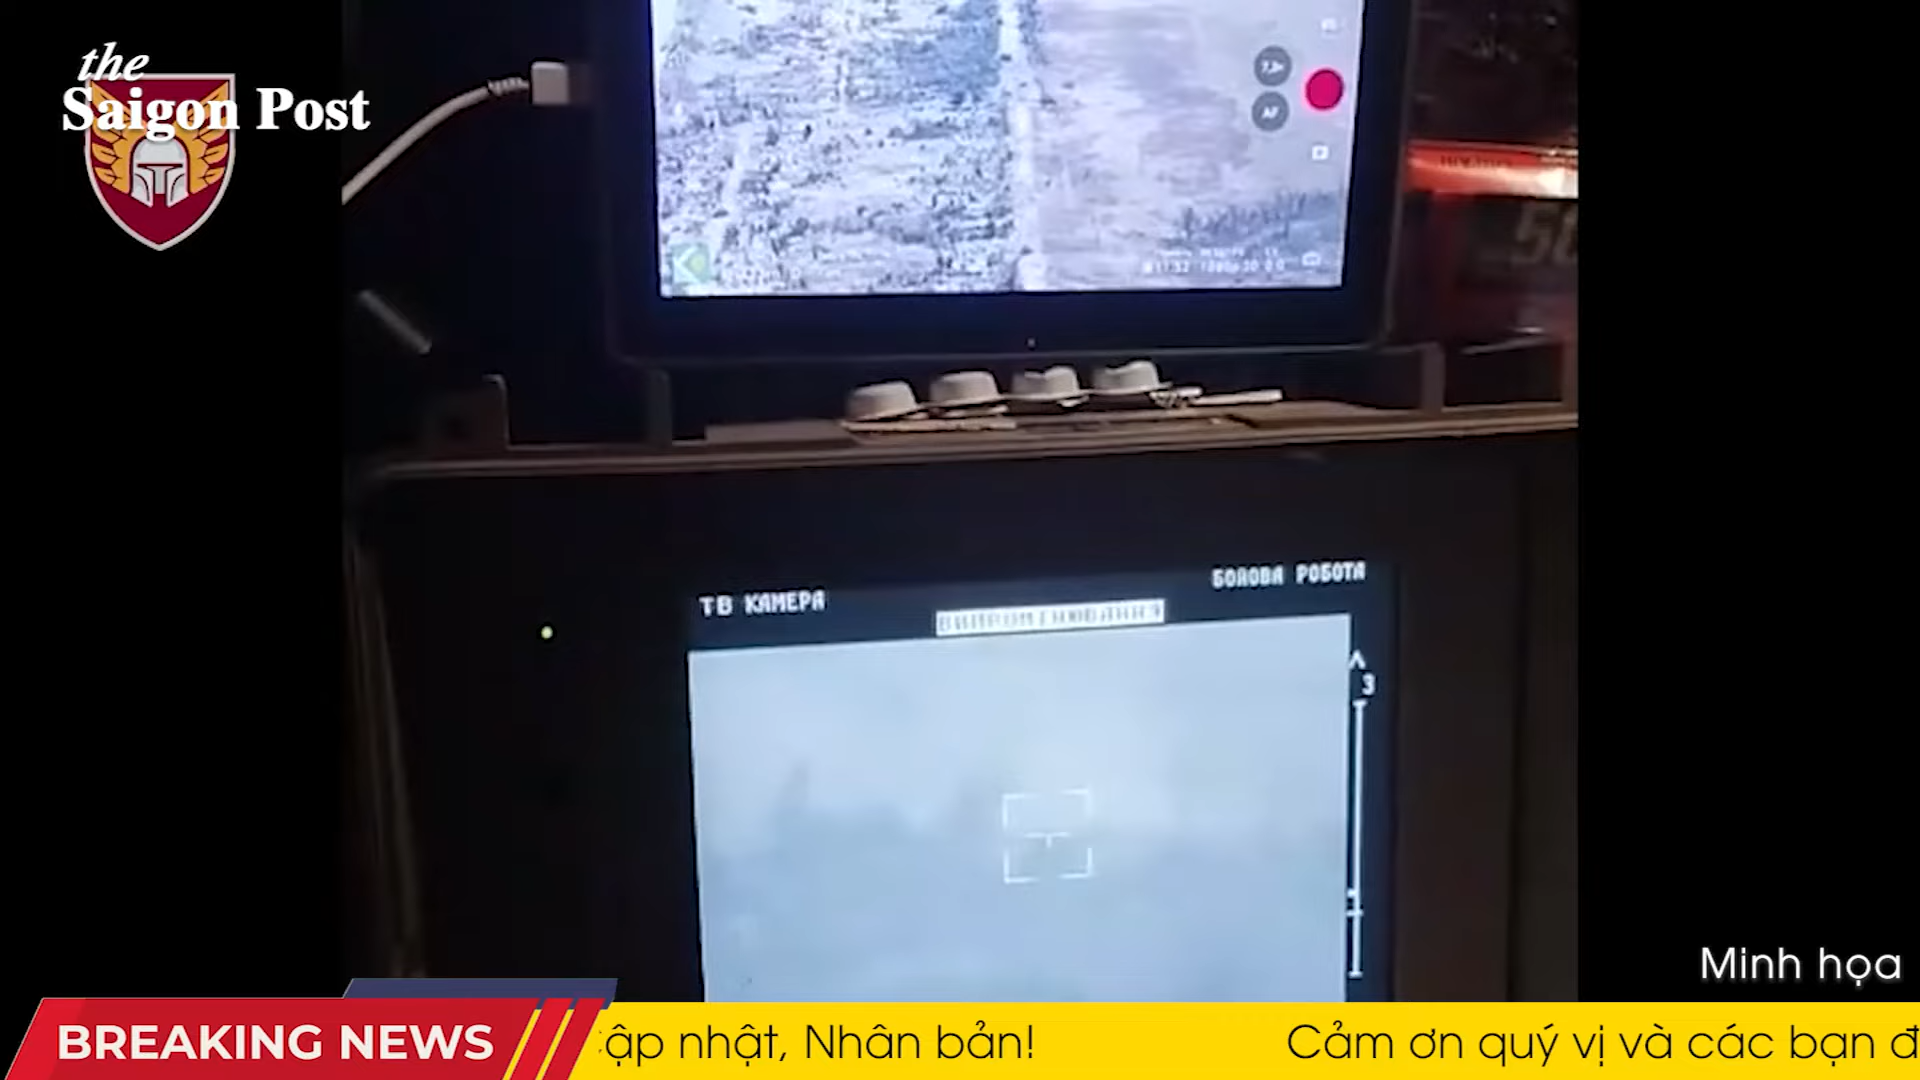 the
Saigon Post
AF
ТВ КАМЕРА
БОЙОВА РОБОТА
3
Minh họa
BREAKING NEWS
ập nhật, Nhân bản!
Cảm ơn quý vị và các bạn đ